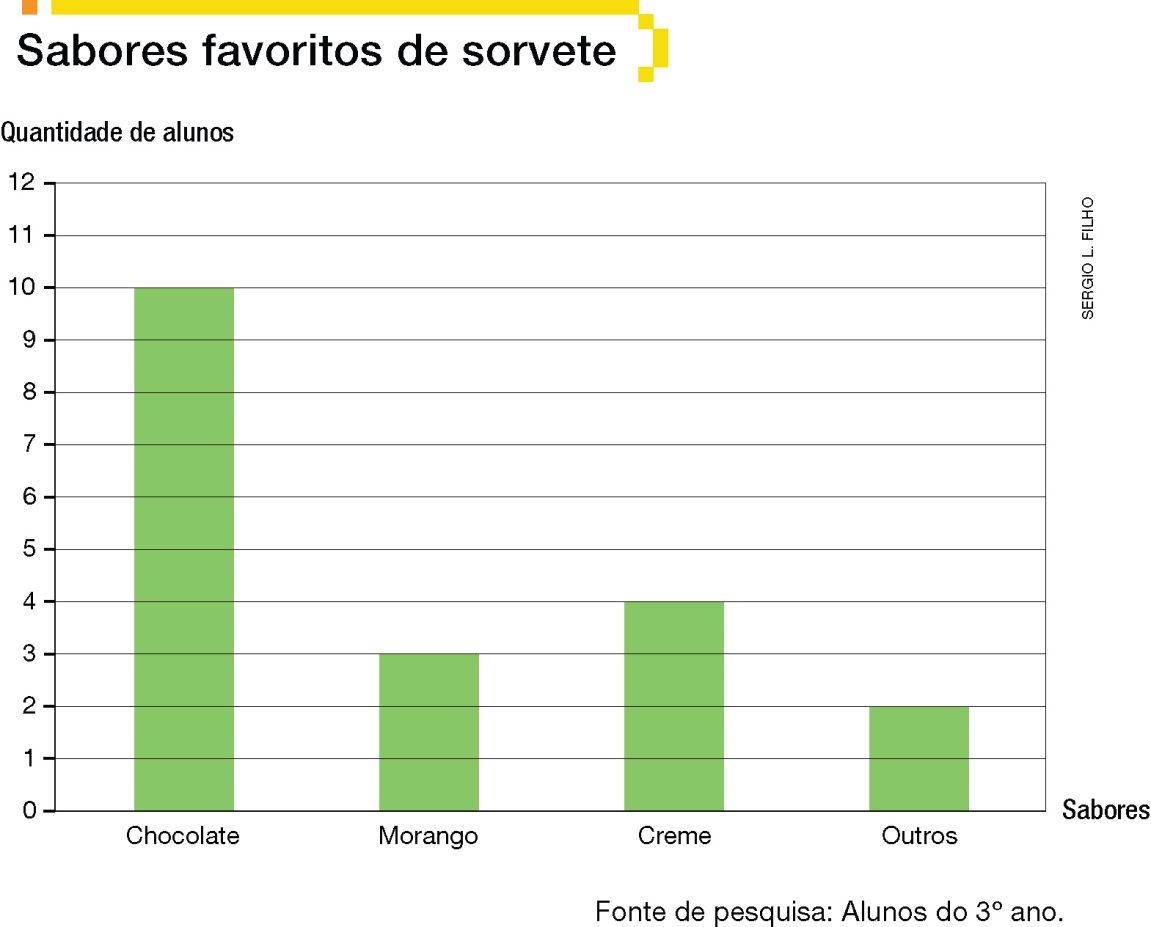 Sabores favoritos de sorvete
Quantidade de alunos
12
11
10
9
8
7
6
5
4
3
2
1
0
Chocolate Morango Creme Outros
Sabores
SERGIO L. FILHO
Fonte de pesquisa: Alunos do 3º ano.